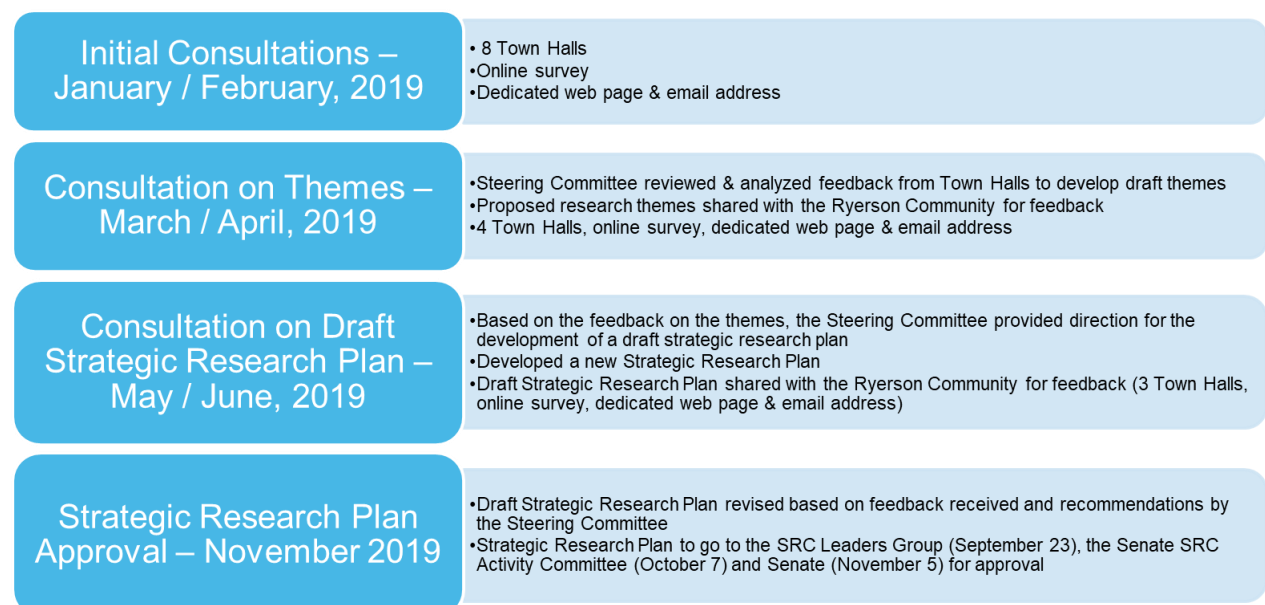 Initial Consultations –
January / February, 2019
• 8 Town Halls
•Online survey
•Dedicated web page & email address
Consultation on Themes –
March / April, 2019
•Steering Committee reviewed & analyzed feedback from Town Halls to develop draft themes
•Proposed research themes shared with the Ryerson Community for feedback
•4 Town Halls, online survey, dedicated web page & email address
Consultation on Draft
Strategic Research Plan –
May / June, 2019
•Based on the feedback on the themes, the Steering Committee provided direction for the
development of a draft strategic research plan
•Developed a new Strategic Research Plan
•Draft Strategic Research Plan shared with the Ryerson Community for feedback (3 Town Halls,
online survey, dedicated web page & email address)
Strategic Research Plan
Approval – November 2019
•Draft Strategic Research Plan revised based on feedback received and recommendations by
the Steering Committee
•Strategic Research Plan to go to the SRC Leaders Group (September 23), the Senate SRC
Activity Committee (October 7) and Senate (November 5) for approval